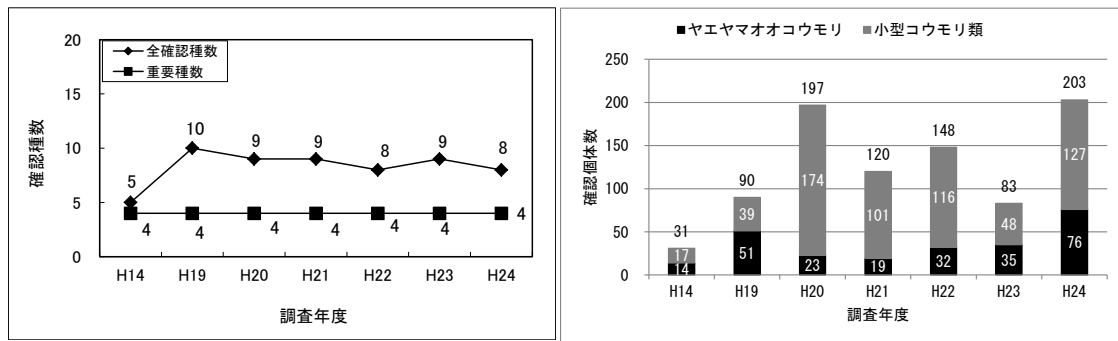 全確認種数
重要種数
確認種数
20
15
10
5
0
5
10
9
9
8
9
8
4
4
4
4
4
4
4
H14
H19
H20
H21
H22
H23
H24
調査年度
ヤエヤマオオコウモリ
小型コウモリ類
確認個体数
250
200
150
100
50
0
31
17
14
90
39
51
197
174
23
120
101
19
148
116
32
83
48
35
203
127
76
H14
H19
H20
H21
H22
H23
H24
調査年度